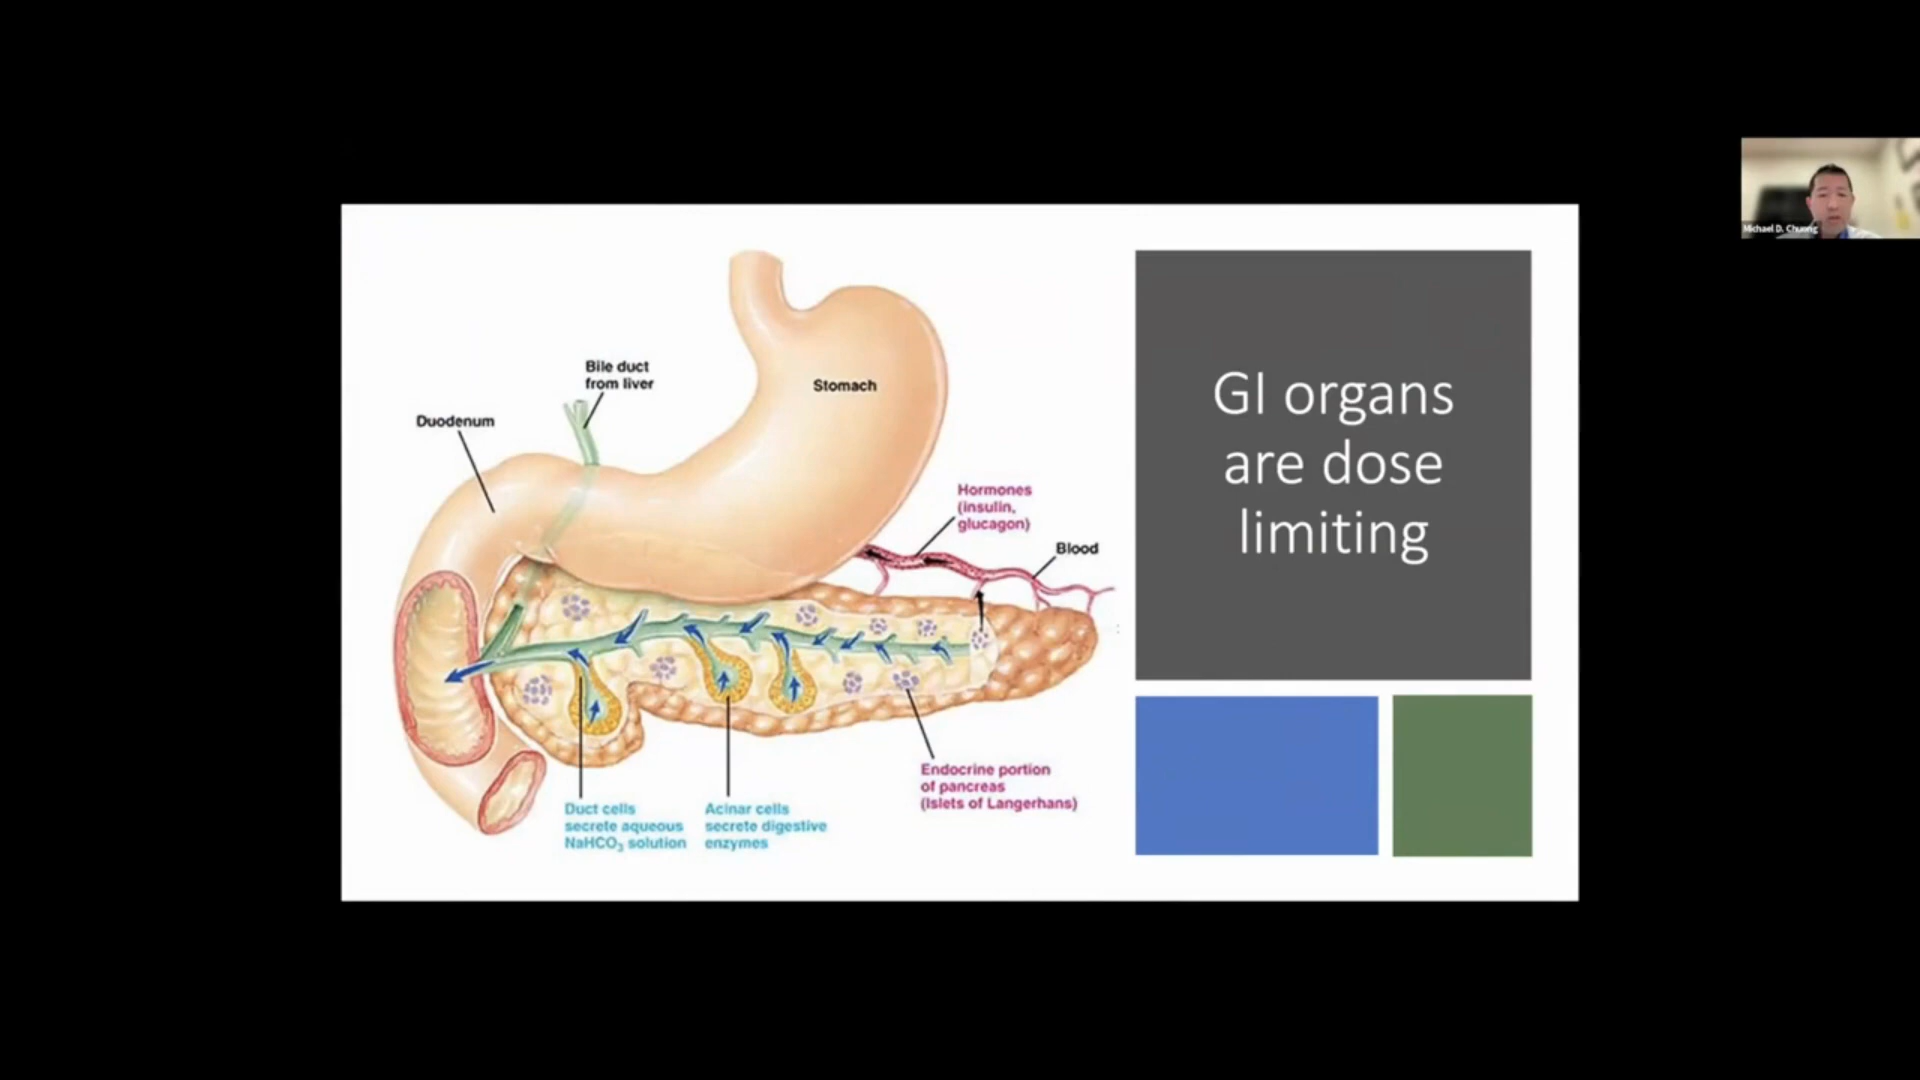 Bile duct
from liver
Duodenum
Stomach
Hormones
(insulin,
glucagon)
Blood
Endocrine portion
of pancreas
(Islets of Langerhans)
Duct cells
secrete aqueous
NaHCO₃ solution
Acinar cells
secrete digestive
enzymes
GI organs
are dose
limiting
Michael D. Chuong